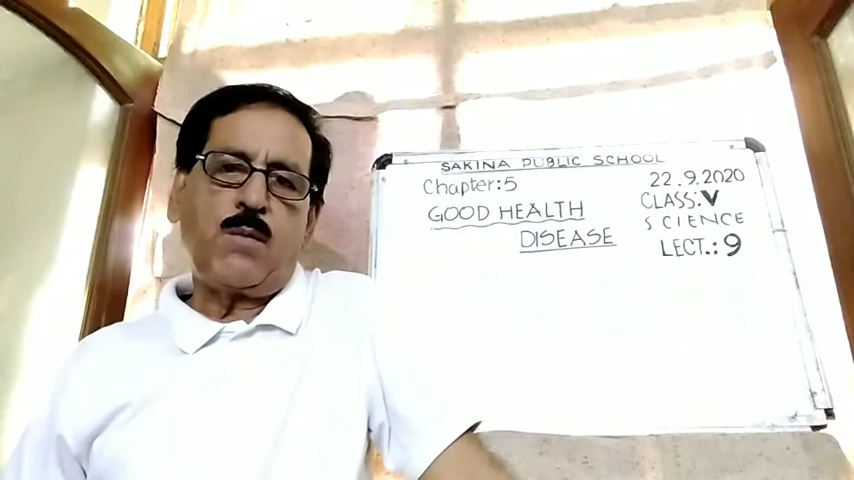 SAKINA PUBLIC SCHOOL
Chapter:5
22.9.2020
GOOD HEALTH
CLASS:V
SCIENCE
DISEASE
LECT.:9